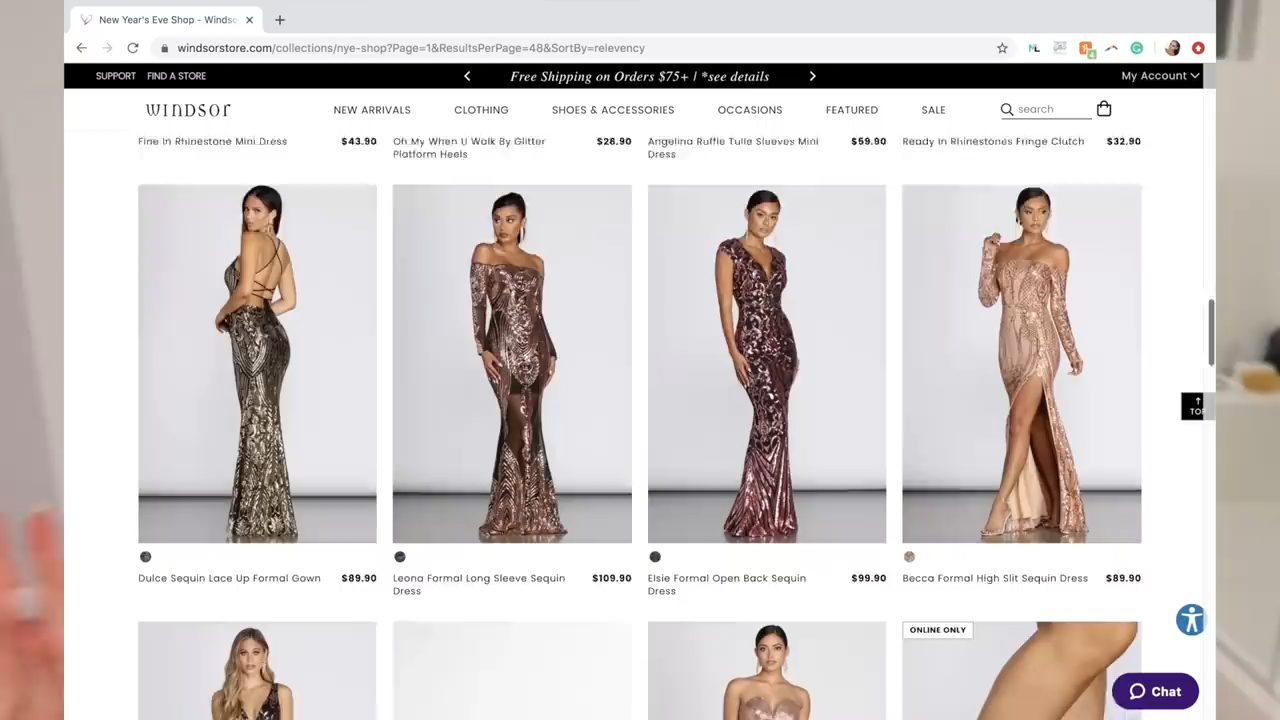 New Year's Eve Shop - Windso
windsorstore.com/collections/nye-shop?Page=1&ResultsPerPage=48&SortBy=relevency
ML
4
SUPPORT FIND A STORE
Free Shipping on Orders $75+ / *see details
My Account
WINDSOR
NEW ARRIVALS CLOTHING SHOES & ACCESSORIES OCCASIONS FEATURED SALE
search
Fire In Rhinestone Mini Dress $43.90
Oh My When U Walk By Glitter $28.90
Platform Heels
Angelina Ruffle Tulle Sleeves Mini $59.90
Dress
Ready In Rhinestones Fringe Clutch $32.90
TOP
Dulce Sequin Lace Up Formal Gown $89.90
Leona Formal Long Sleeve Sequin $109.90
Dress
Elsie Formal Open Back Sequin $99.90
Dress
Becca Formal High Slit Sequin Dress $89.90
ONLINE ONLY
Chat